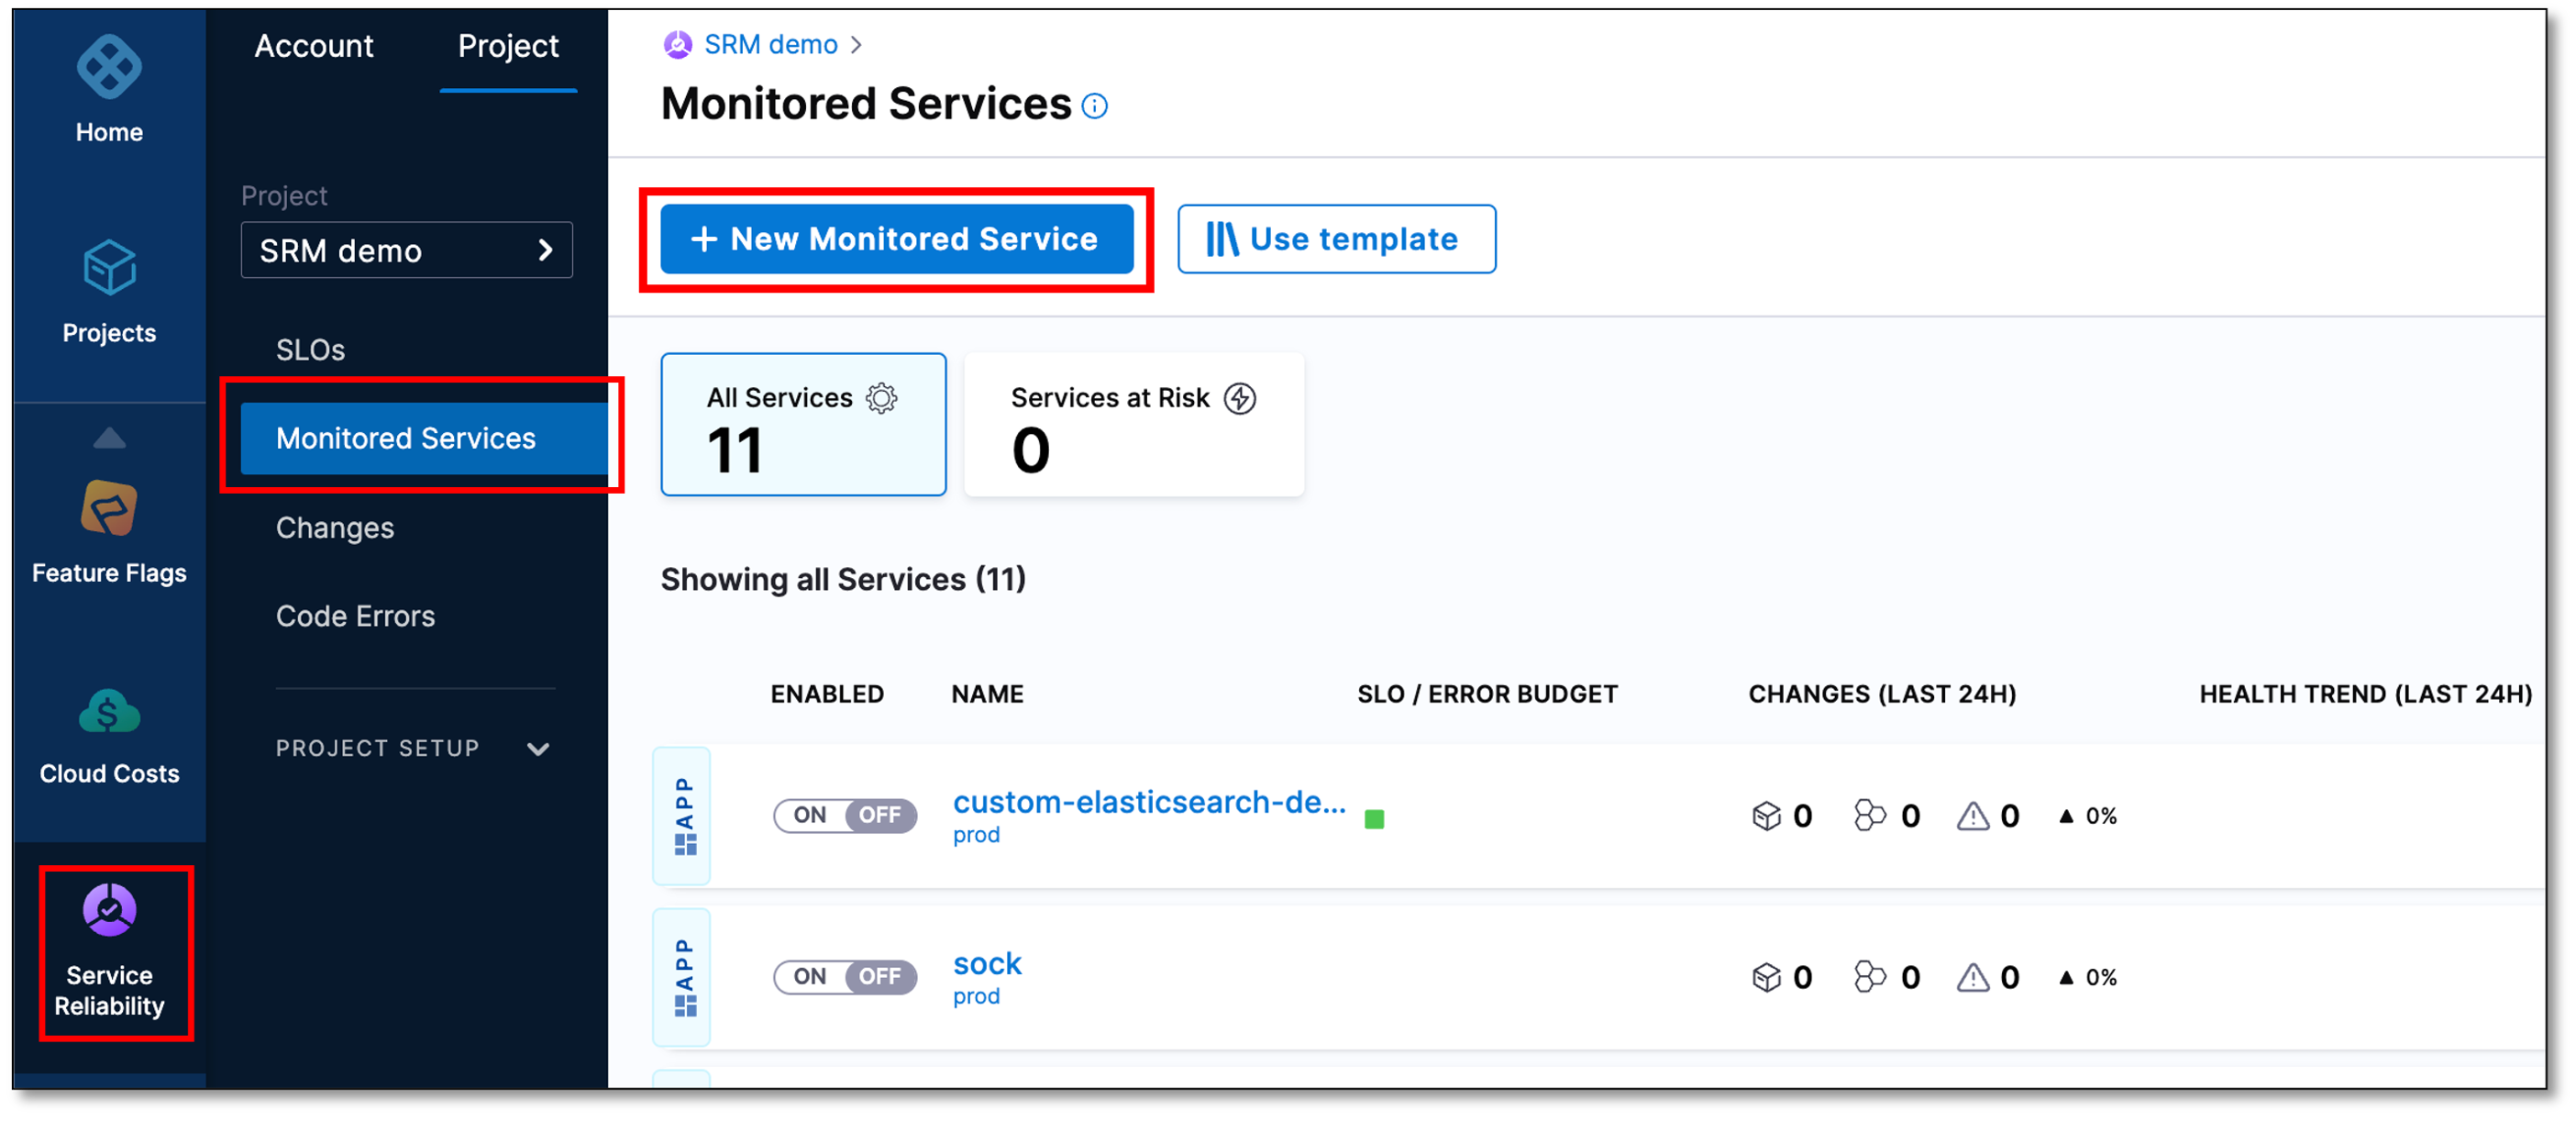 Home
Projects
Feature Flags
Cloud Costs
Service
Reliability
Account Project
Project
SRM demo
SLOs
Monitored Services
Changes
Code Errors
PROJECT SETUP
SRM demo
Monitored Services
+ New Monitored Service
Use template
All Services
11
Services at Risk
0
Showing all Services (11)
ENABLED NAME SLO / ERROR BUDGET CHANGES (LAST 24H) HEALTH TREND (LAST 24H)
APP
ON OFF custom-elasticsearch-de... 0 0 0 ▲ 0%
prod
APP
ON OFF sock 0 0 0 ▲ 0%
prod